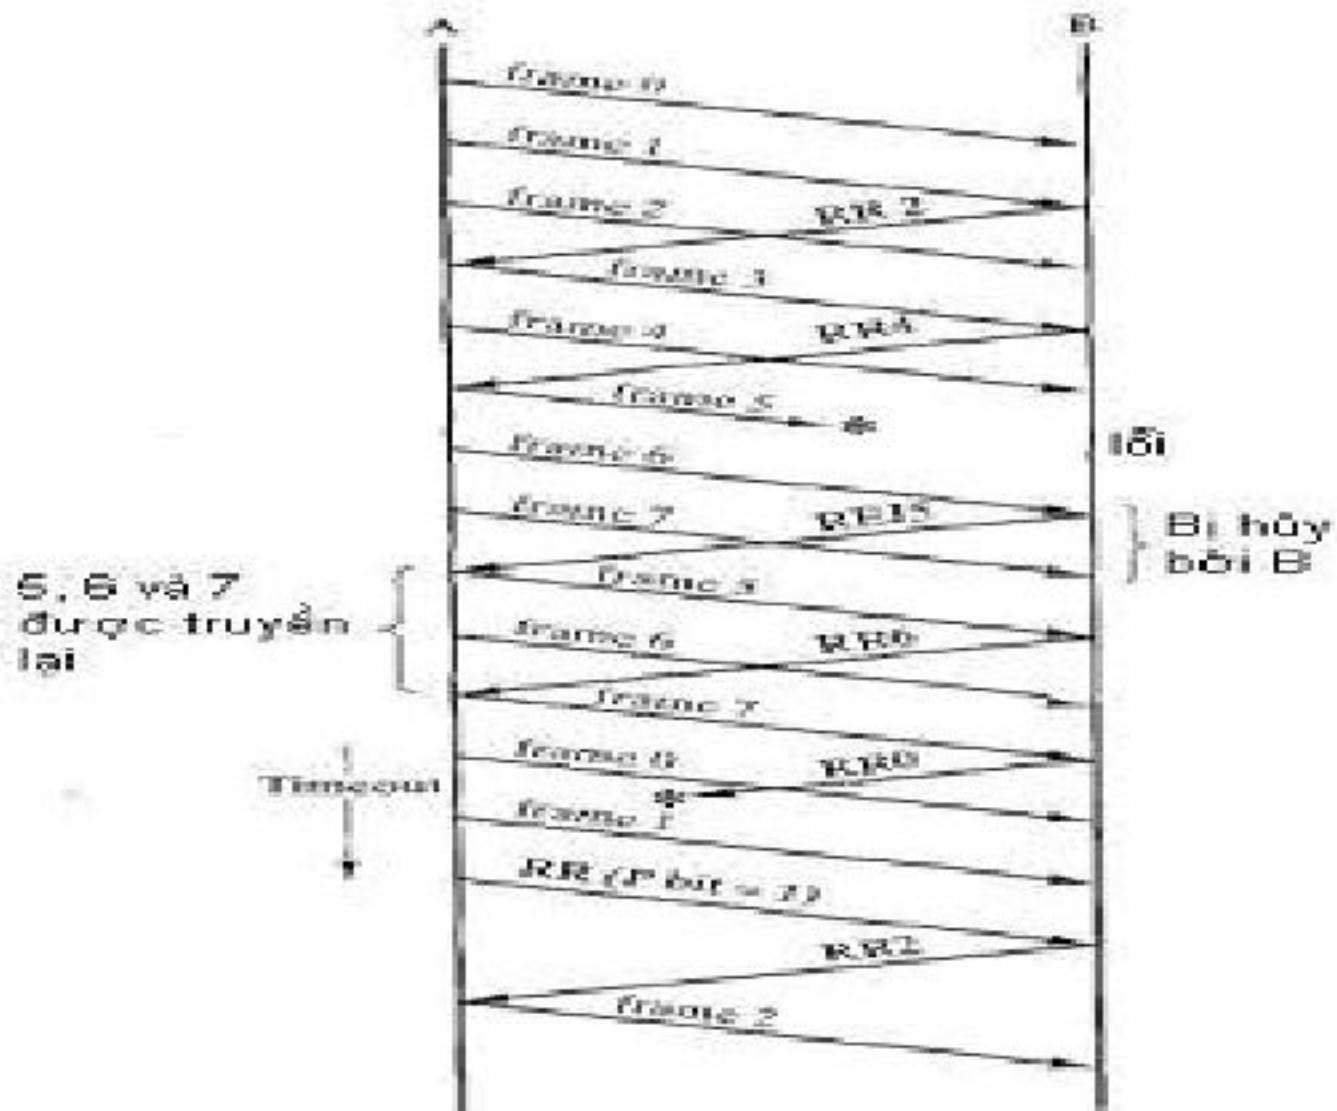 A
B
frame 0
frame 1
frame 2
RR 2
frame 3
frame 4
RR4
frame 5
lỗi
frame 6
frame 7
REJ5
Bị hủy
bởi B
5, 6 và 7
được truyền
lại
frame 5
frame 6
RR6
frame 7
frame 0
RR0
Timeout
frame 1
RR (P bit = 1)
RR2
frame 2